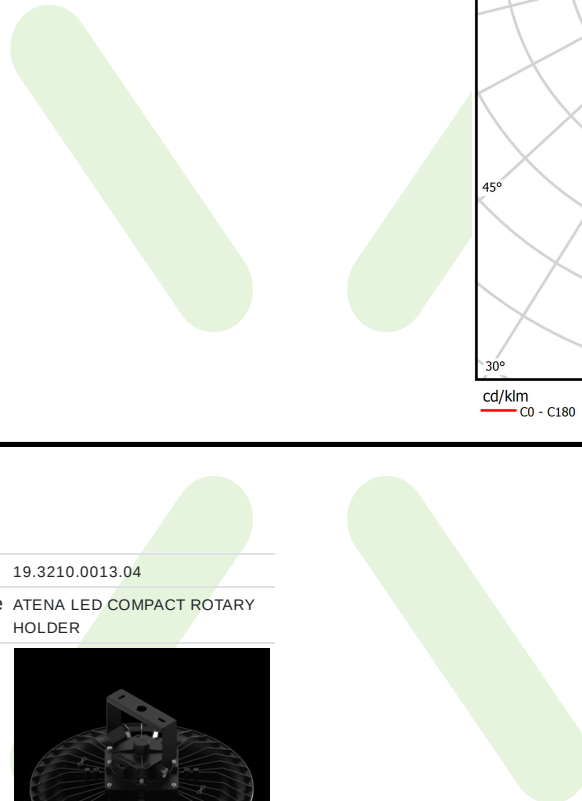 45°
30°
cd/klm
C0 - C180
19.3210.0013.04
e ATENA LED COMPACT ROTARY
HOLDER